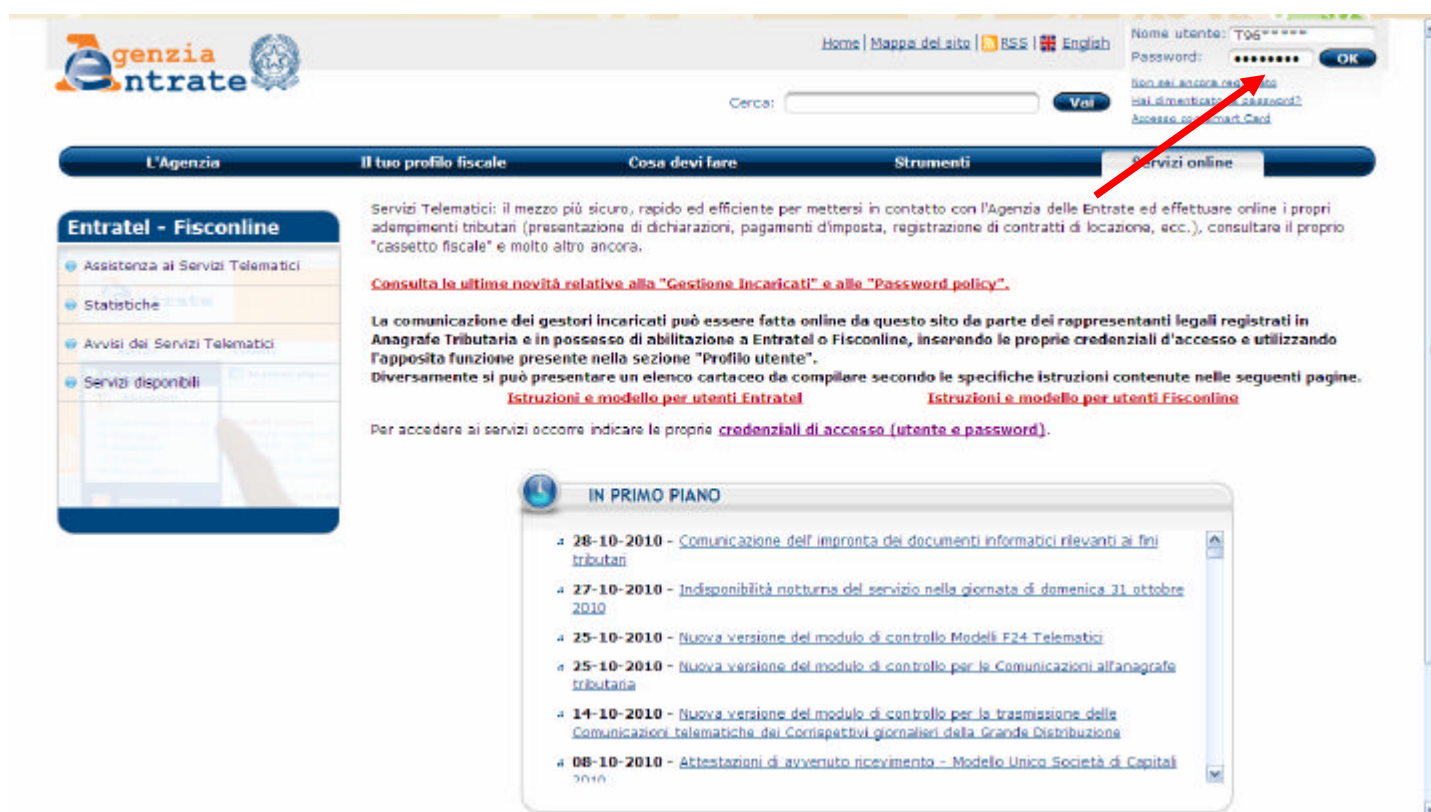 Agenzia
Entrate
Home | Mappa del sito | RSS | English
Nome utente: T96*****
Password: •••••••• OK
Cerca: Vai
Non sei ancora registrato
Hai dimenticato la password?
Accesso con Smart Card
L'Agenzia Il tuo profilo fiscale Cosa devi fare Strumenti Servizi online
Entratel - Fisconline
Assistenza ai Servizi Telematici
Statistiche
Avvisi dei Servizi Telematici
Servizi disponibili
Servizi Telematici: il mezzo più sicuro, rapido ed efficiente per mettersi in contatto con l'Agenzia delle Entrate ed effettuare online i propri
adempimenti tributari (presentazione di dichiarazioni, pagamenti d'imposta, registrazione di contratti di locazione, ecc.), consultare il proprio
"cassetto fiscale" e molto altro ancora.
Consulta le ultime novità relative alla "Gestione Incaricati" e alle "Password policy".
La comunicazione dei gestori incaricati può essere fatta online da questo sito da parte dei rappresentanti legali registrati in
Anagrafe Tributaria e in possesso di abilitazione a Entratel o Fisconline, inserendo le proprie credenziali d'accesso e utilizzando
l'apposita funzione presente nella sezione "Profilo utente".
Diversamente si può presentare un elenco cartaceo da compilare secondo le specifiche istruzioni contenute nelle seguenti pagine.
Istruzioni e modello per utenti Entratel Istruzioni e modello per utenti Fisconline
Per accedere ai servizi occorre indicare le proprie credenziali di accesso (utente e password).
IN PRIMO PIANO
28-10-2010 - Comunicazione dell' impronta dei documenti informatici rilevanti ai fini
tributari
27-10-2010 - Indisponibilità notturna del servizio nella giornata di domenica 31 ottobre
2010
25-10-2010 - Nuova versione del modulo di controllo Modelli F24 Telematici
25-10-2010 - Nuova versione del modulo di controllo per le Comunicazioni all'anagrafe
tributaria
14-10-2010 - Nuova versione del modulo di controllo per la trasmissione delle
Comunicazioni telematiche dei Corrispettivi giornalieri della Grande Distribuzione
08-10-2010 - Attestazioni di avvenuto ricevimento - Modello Unico Società di Capitali
2010